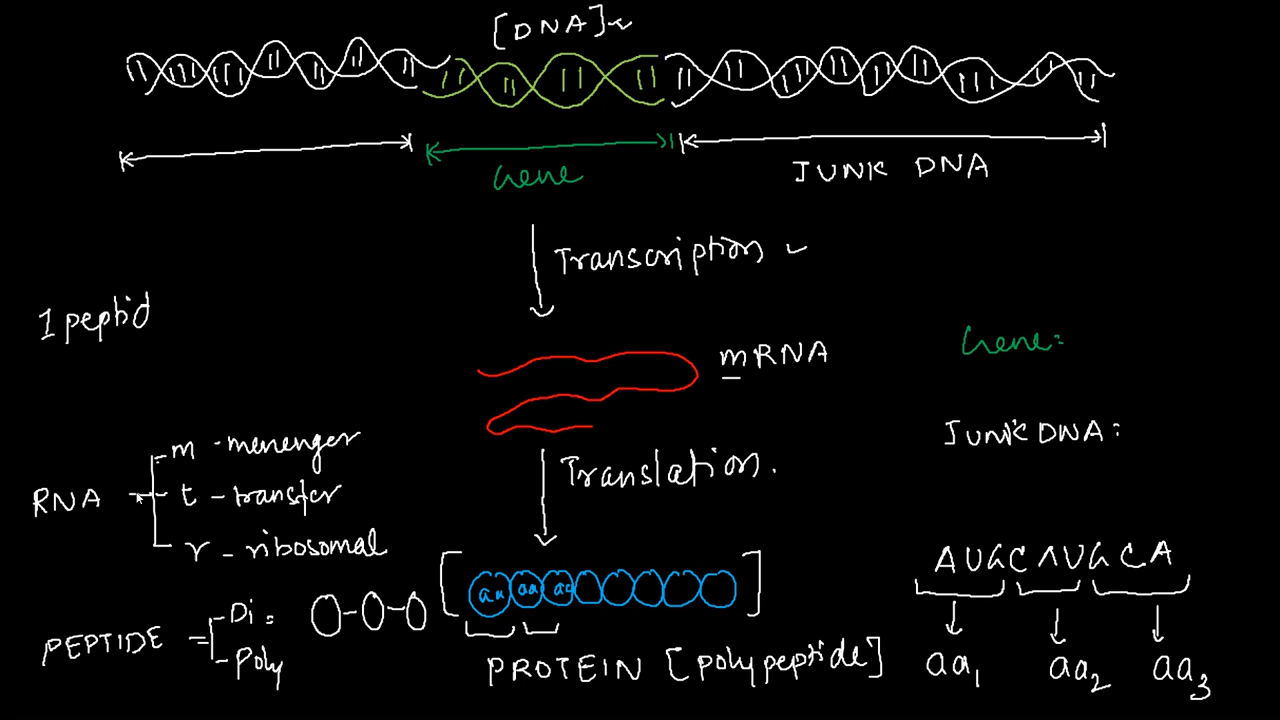 [DNA]
Gene
JUNK DNA
Transcription
1 peptid
mRNA
Gene:
JUNK DNA:
m - menenger
RNA t - transfer
r - ribosomal
Translation.
aa aa aa
AUGCAUGCA
aa1 aa2 aa3
PEPTIDE = Di =
- Poly
PROTEIN [polypeptide]